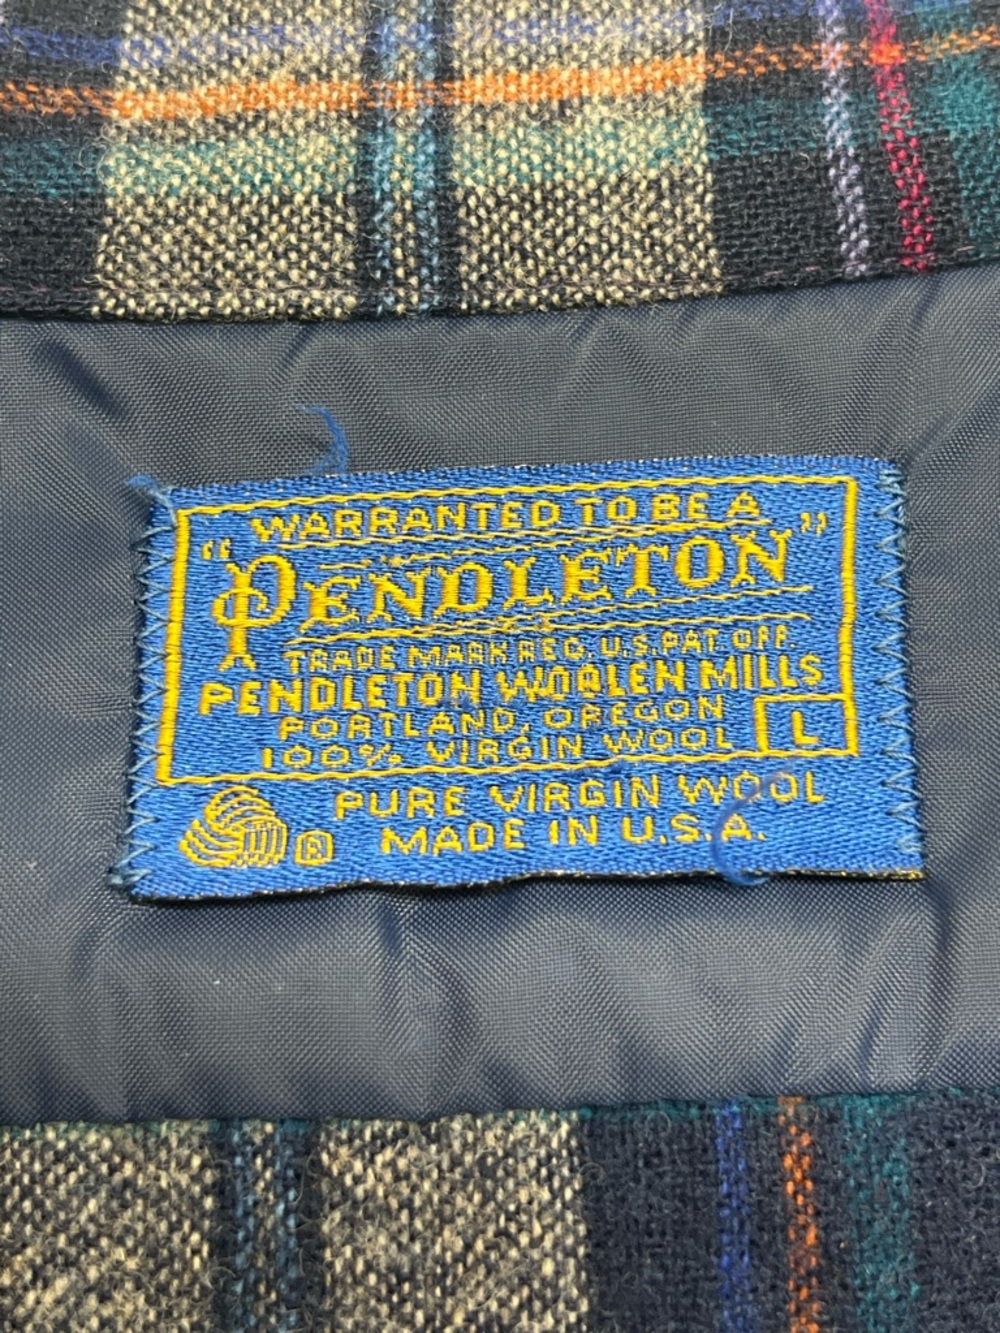 WARRANTED TO BE A
"PENDLETON"
TRADE MARK REG. U.S. PAT. OFF.
PENDLETON WOOLEN MILLS
PORTLAND, OREGON
100% VIRGIN WOOL L
PURE VIRGIN WOOL
® MADE IN U.S.A.